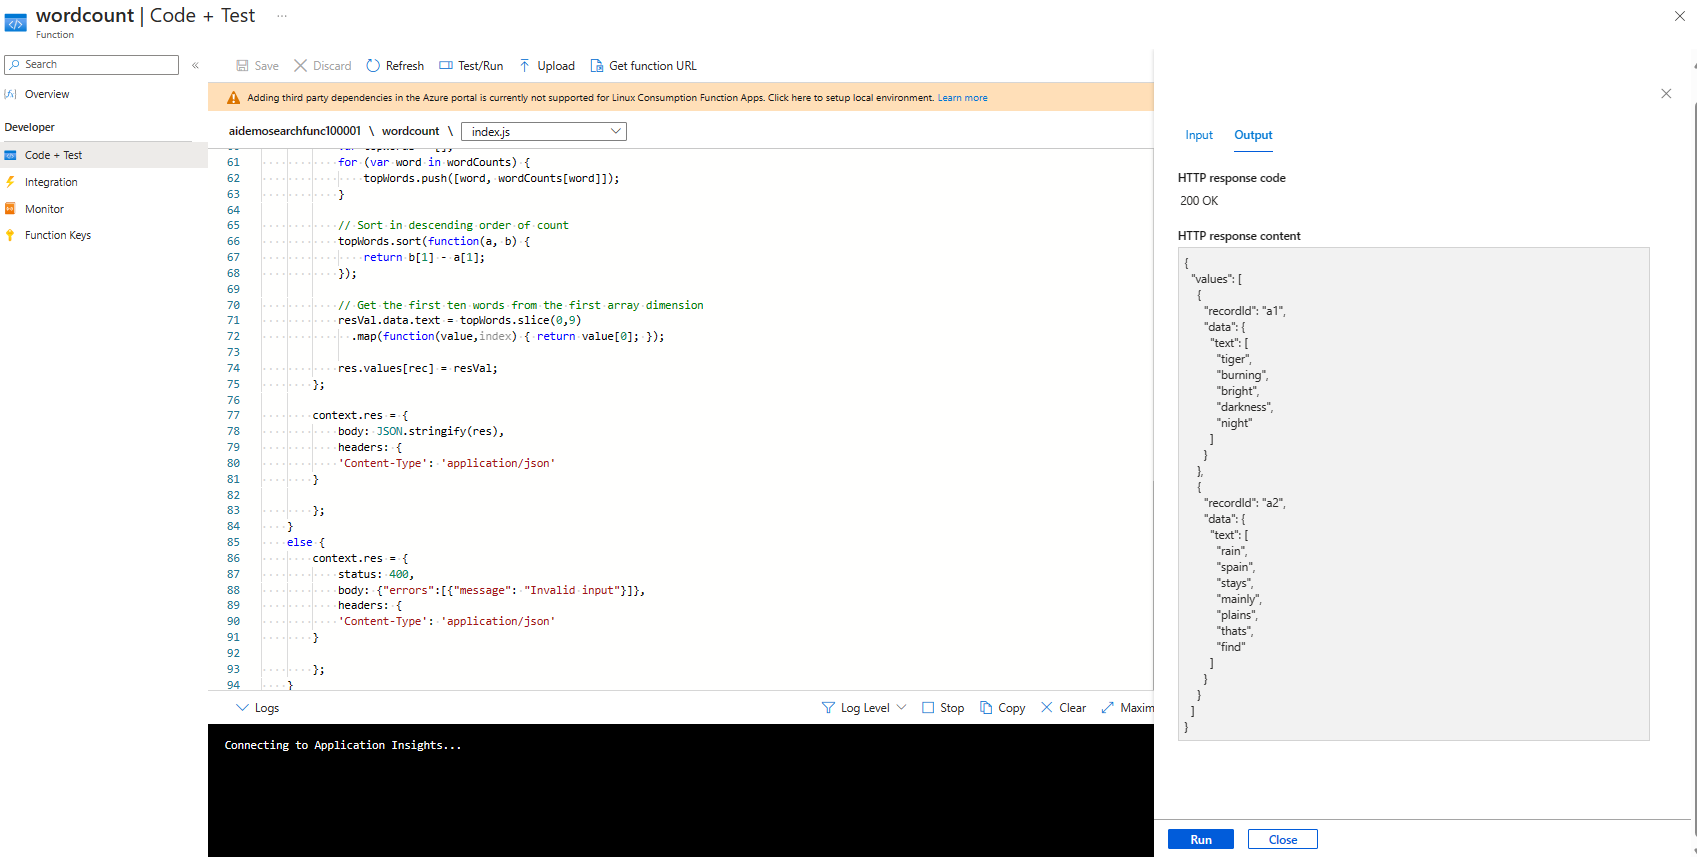 wordcount | Code + Test ...
Function
Search
«
Overview
Developer
Code + Test
Integration
Monitor
Function Keys
Save Discard Refresh Test/Run Upload Get function URL
Adding third party dependencies in the Azure portal is currently not supported for Linux Consumption Function Apps. Click here to setup local environment. Learn more
aidemosearchfunc100001 \ wordcount \ index.js
61 for (var word in wordCounts) {
62 topWords.push([word, wordCounts[word]]);
63 }
64
65 // Sort in descending order of count
66 topWords.sort(function(a, b) {
67 return b[1] - a[1];
68 });
69
70 // Get the first ten words from the first array dimension
71 resVal.data.text = topWords.slice(0,9)
72 .map(function(value,index) { return value[0]; });
73
74 res.values[rec] = resVal;
75 };
76
77 context.res = {
78 body: JSON.stringify(res),
79 headers: {
80 'Content-Type': 'application/json'
81 }
82
83 };
84 }
85 else {
86 context.res = {
87 status: 400,
88 body: {"errors":[{"message": "Invalid input"}]},
89 headers: {
90 'Content-Type': 'application/json'
91 }
92
93 };
94 }
Logs
Log Level Stop Copy Clear Maxim
Connecting to Application Insights...
Input Output
HTTP response code
200 OK
HTTP response content
{
"values": [
{
"recordId": "a1",
"data": {
"text": [
"tiger",
"burning",
"bright",
"darkness",
"night"
]
}
},
{
"recordId": "a2",
"data": {
"text": [
"rain",
"spain",
"stays",
"mainly",
"plains",
"thats",
"find"
]
}
}
]
}
Run Close